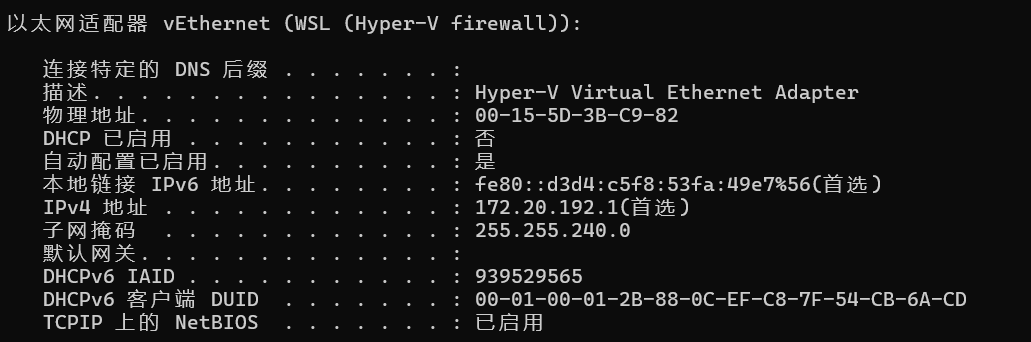 以太网适配器 vEthernet (WSL (Hyper-V firewall)):
连接特定的 DNS 后缀 . . . . . . . :
描述. . . . . . . . . . . . . . . : Hyper-V Virtual Ethernet Adapter
物理地址. . . . . . . . . . . . . : 00-15-5D-3B-C9-82
DHCP 已启用 . . . . . . . . . . . : 否
自动配置已启用. . . . . . . . . . : 是
本地链接 IPv6 地址. . . . . . . . : fe80::d3d4:c5f8:53fa:49e7%56(首选)
IPv4 地址 . . . . . . . . . . . . : 172.20.192.1(首选)
子网掩码  . . . . . . . . . . . . : 255.255.240.0
默认网关. . . . . . . . . . . . . :
DHCPv6 IAID . . . . . . . . . . . : 939529565
DHCPv6 客户端 DUID  . . . . . . . : 00-01-00-01-2B-88-0C-EF-C8-7F-54-CB-6A-CD
TCPIP 上的 NetBIOS  . . . . . . . : 已启用